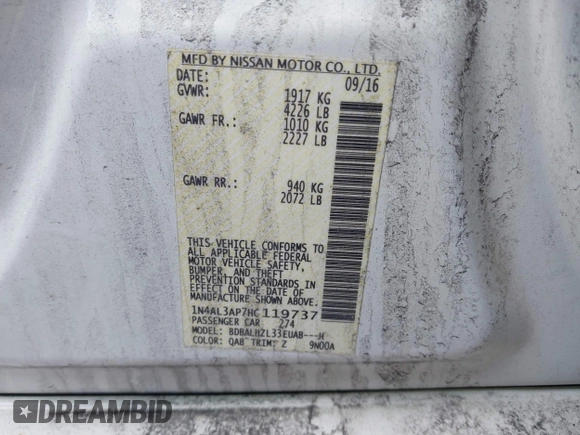 MFD BY NISSAN MOTOR CO., LTD.
DATE: 09/16
GVWR: 1917 KG
4226 LB
GAWR FR.: 1010 KG
2227 LB
GAWR RR.: 940 KG
2072 LB
THIS VEHICLE CONFORMS TO
ALL APPLICABLE FEDERAL
MOTOR VEHICLE SAFETY,
BUMPER, AND THEFT
PREVENTION STANDARDS IN
EFFECT ON THE DATE OF
MANUFACTURE SHOWN ABOVE.
1N4AL3AP7HC119737
PASSENGER CAR 274
MODEL: BDBALHZL33EUAB---H
COLOR: QAB TRIM: Z 9N00A
DREAMBID